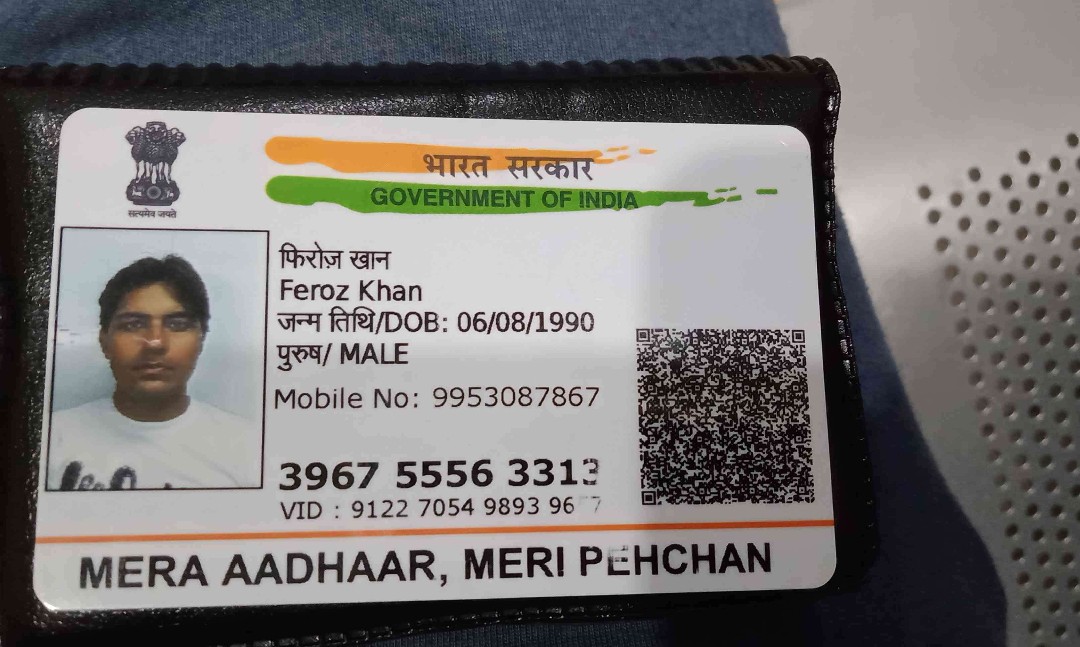 सत्यमेव जयते
भारत सरकार
GOVERNMENT OF INDIA
फिरोज़ खान
Feroz Khan
जन्म तिथि/DOB: 06/08/1990
पुरुष/ MALE
Mobile No: 9953087867
3967 5556 3313
VID : 9122 7054 9893
MERA AADHAAR, MERI PEHCHAN